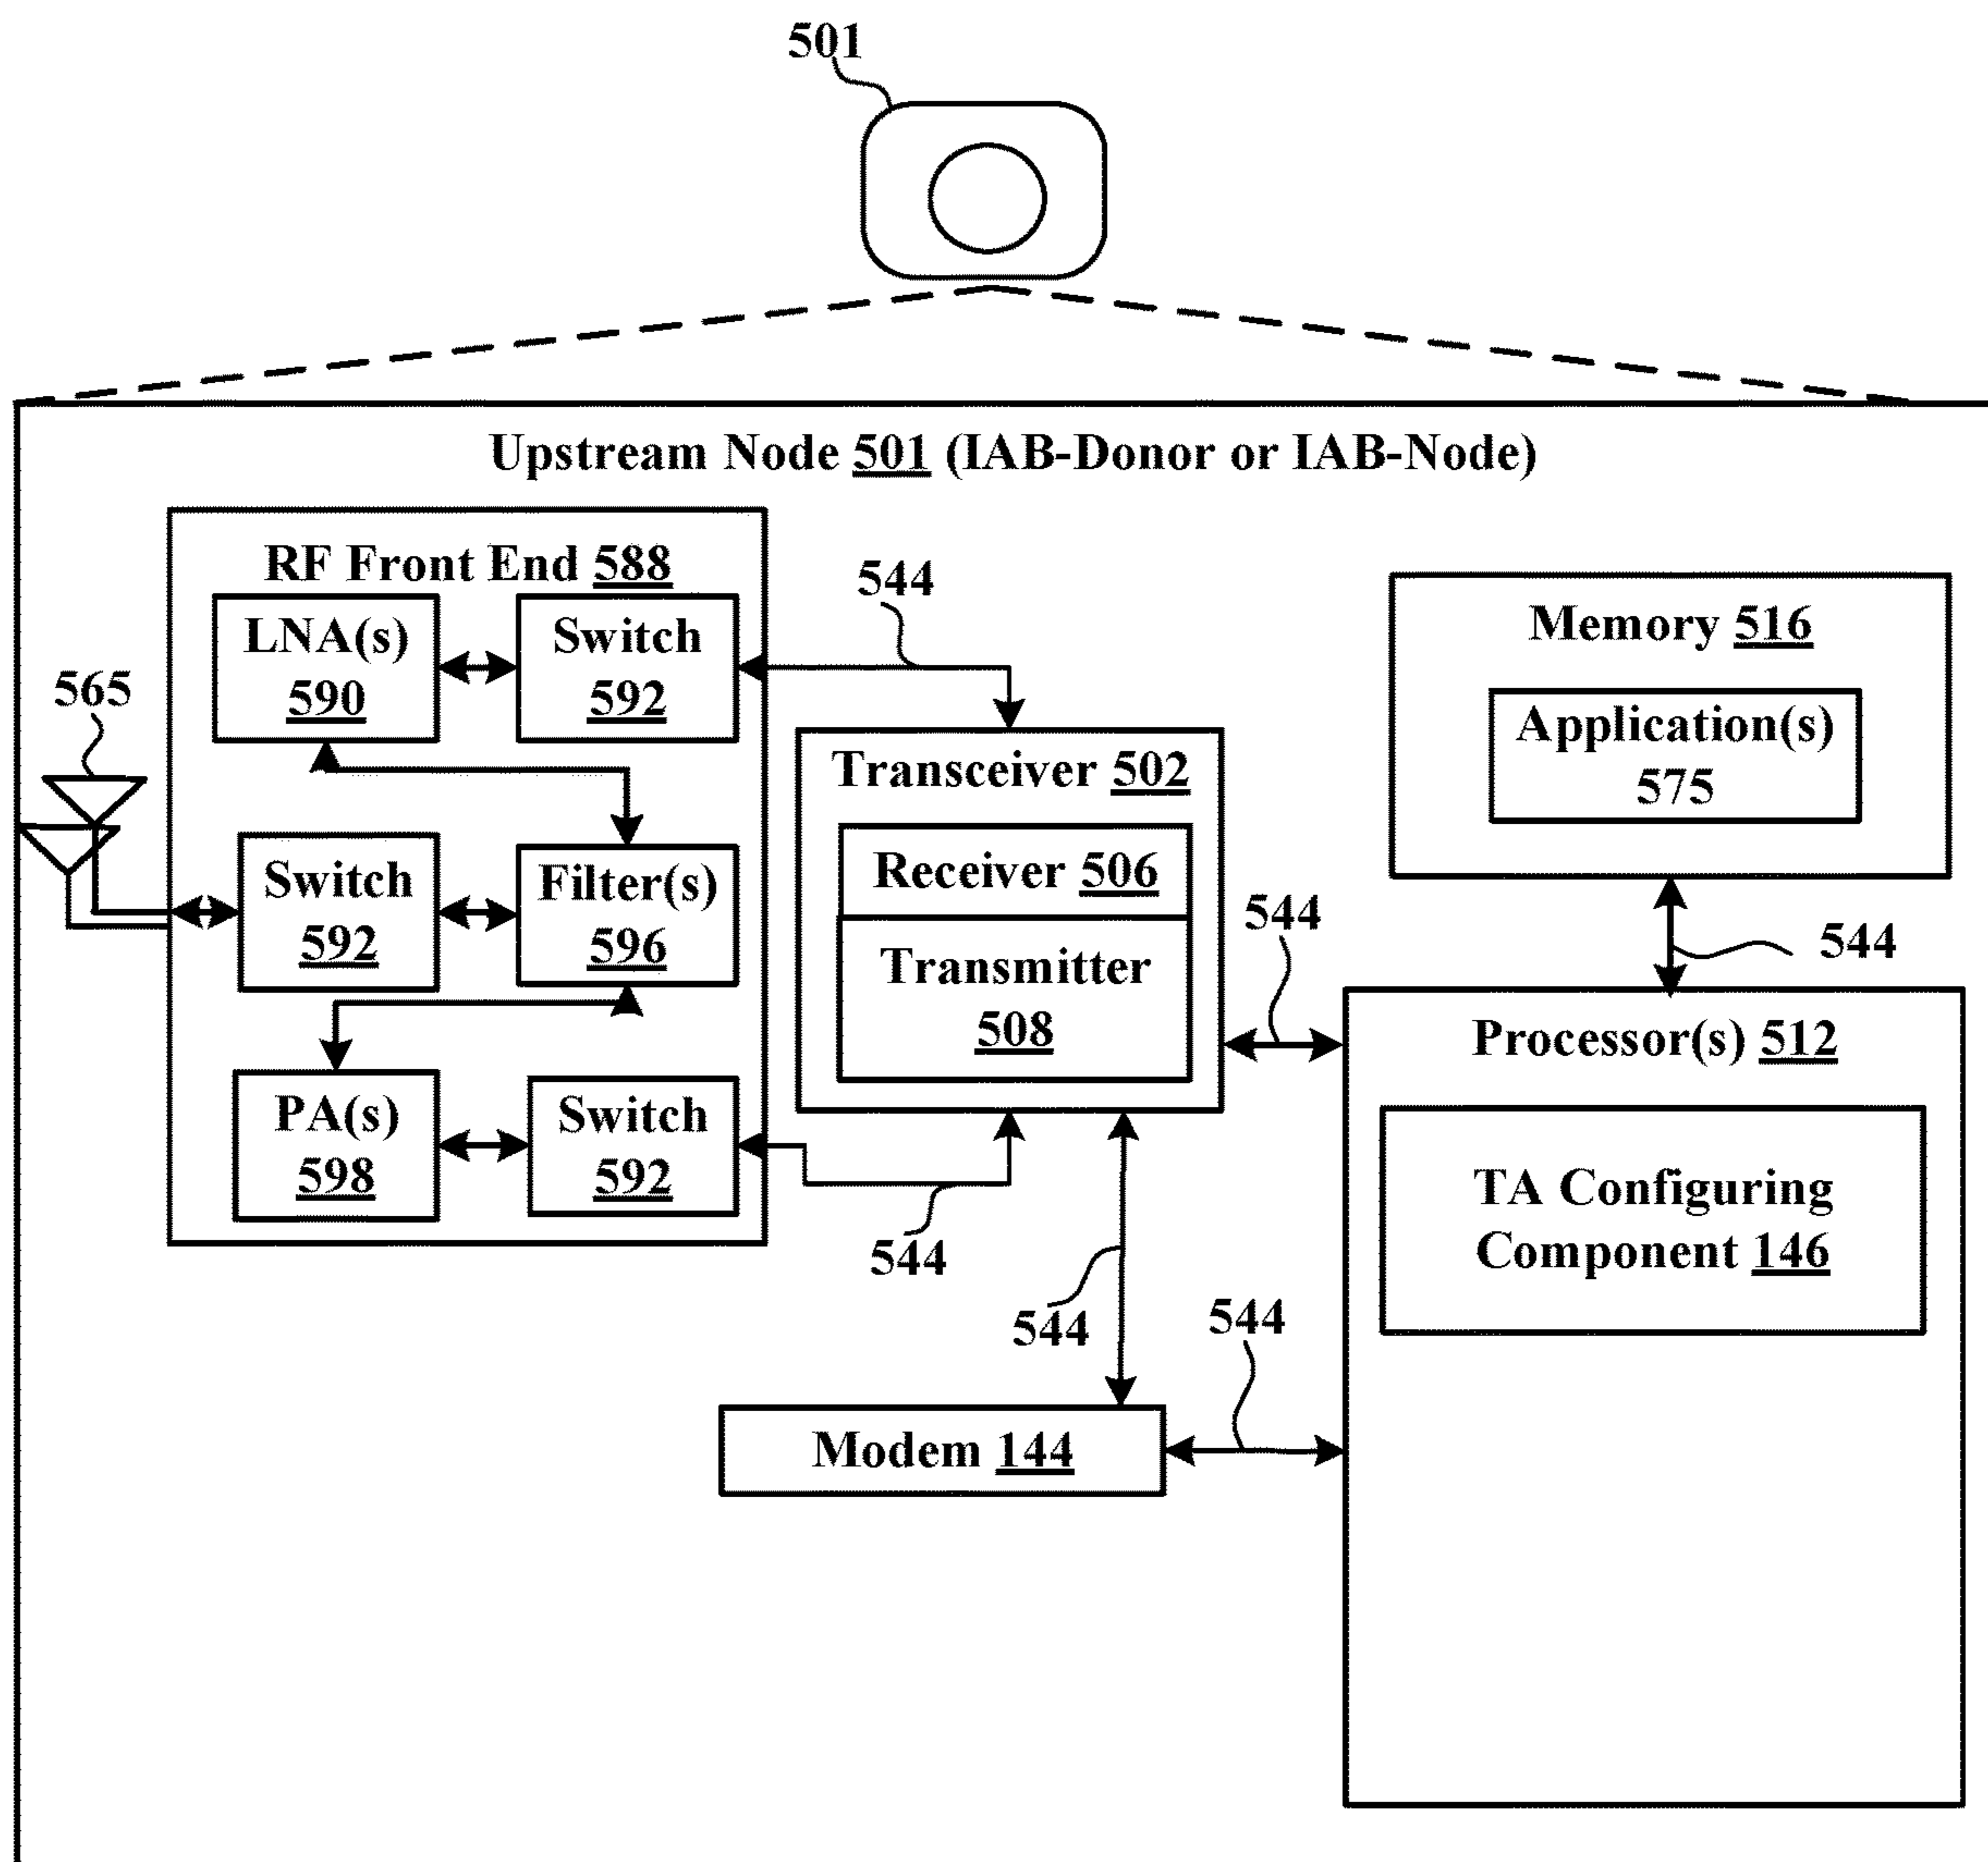 501
Upstream Node 501 (IAB-Donor or IAB-Node)
RF Front End 588
LNA(s)
590
Switch
592
544
565
Switch
592
Filter(s)
596
PA(s)
598
Switch
592
544
Transceiver 502
Receiver 506
Transmitter
508
544
544
Memory 516
Application(s)
575
544
Processor(s) 512
TA Configuring
Component 146
544
Modem 144